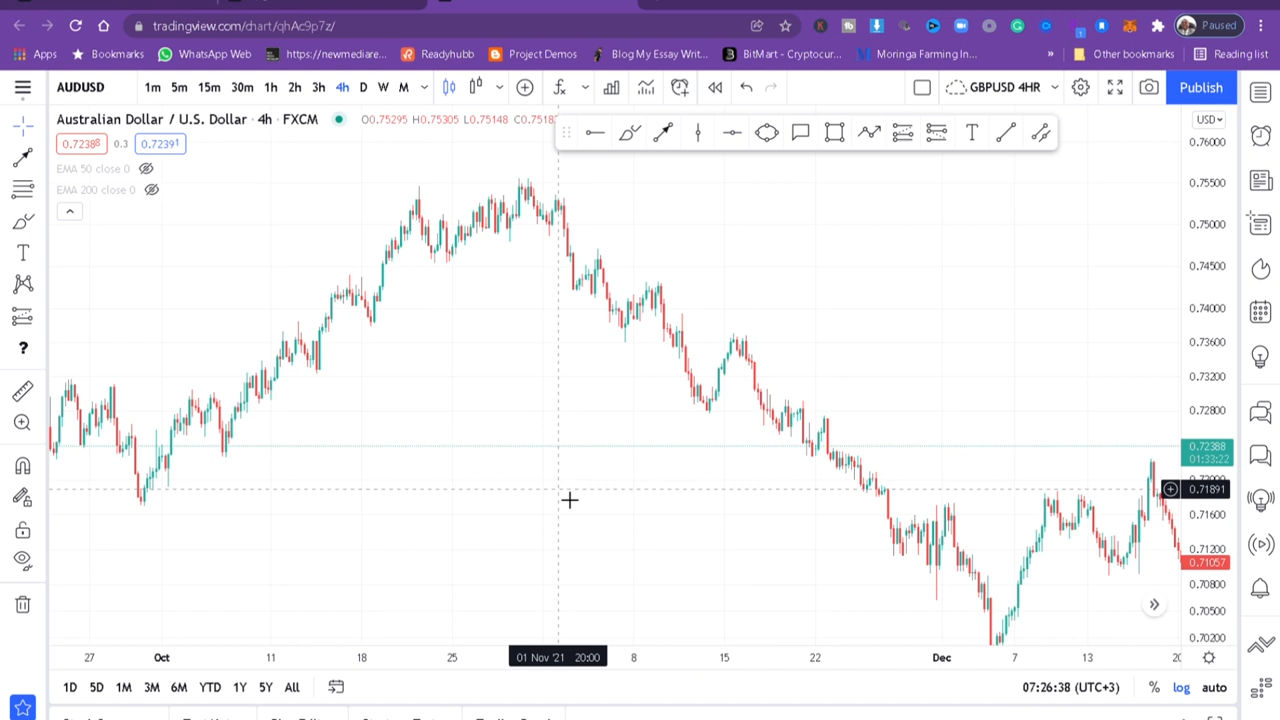 tradingview.com/chart/qhAc9p7z/
Paused
Apps
Bookmarks
WhatsApp Web
https://newmediare...
Readyhubb
Project Demos
Blog My Essay Writ...
BitMart - Cryptocur...
Moringa Farming In...
»
Other bookmarks
Reading list
AUDUSD
1m 5m 15m 30m 1h 2h 3h 4h D W M
GBPUSD 4HR
Publish
Australian Dollar / U.S. Dollar · 4h · FXCM
O0.75295 H0.75305 L0.75148 C0.7518
USD
0.72388 0.3 0.72391
EMA 50 close 0
EMA 200 close 0
0.76000
0.75500
0.75000
0.74500
0.74000
0.73600
0.73200
0.72800
0.72388
01:33:22
0.71891
0.71600
0.71200
0.71057
0.70800
0.70500
0.70200
27 Oct 11 18 25 01 Nov '21 20:00 8 15 22 Dec 7 13 20
1D 5D 1M 3M 6M YTD 1Y 5Y All
07:26:38 (UTC+3)
% log auto